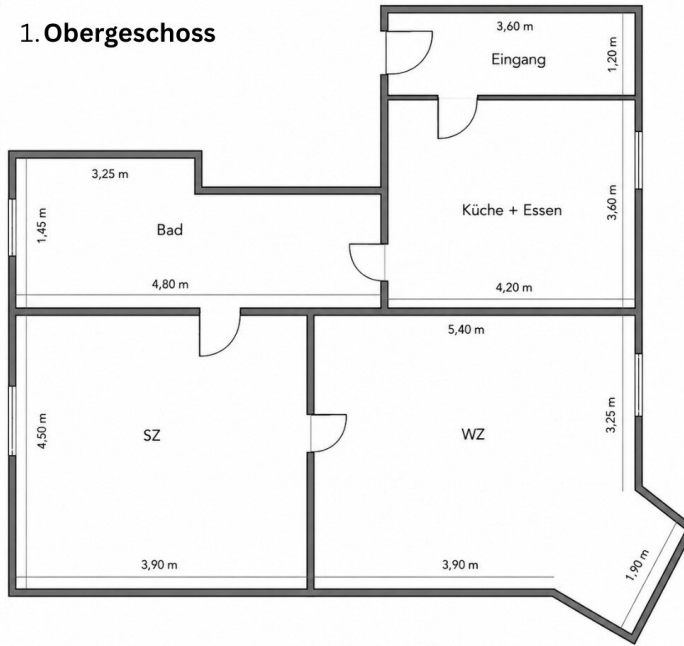 1. Obergeschoss
3,60 m
Eingang
1,20 m
3,25 m
1,45 m
Bad
4,80 m
Küche + Essen
3,60 m
4,20 m
5,40 m
4,50 m
SZ
WZ
3,25 m
3,90 m
3,90 m
1,90 m